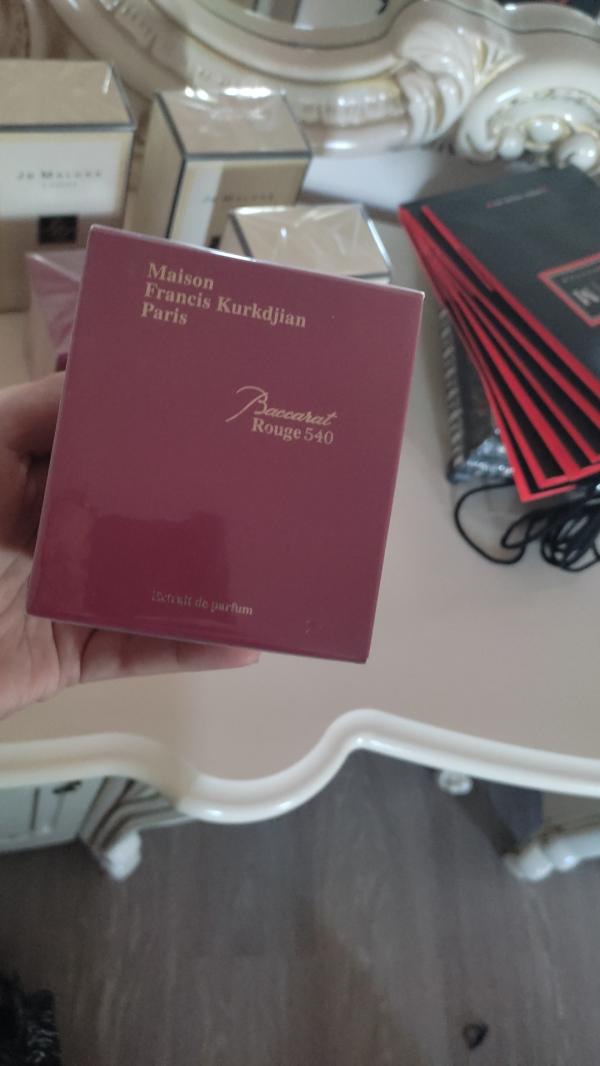 Maison
Francis Kurkdjian
Paris
Baccarat
Rouge 540
Extrait de parfum
Jo Malone